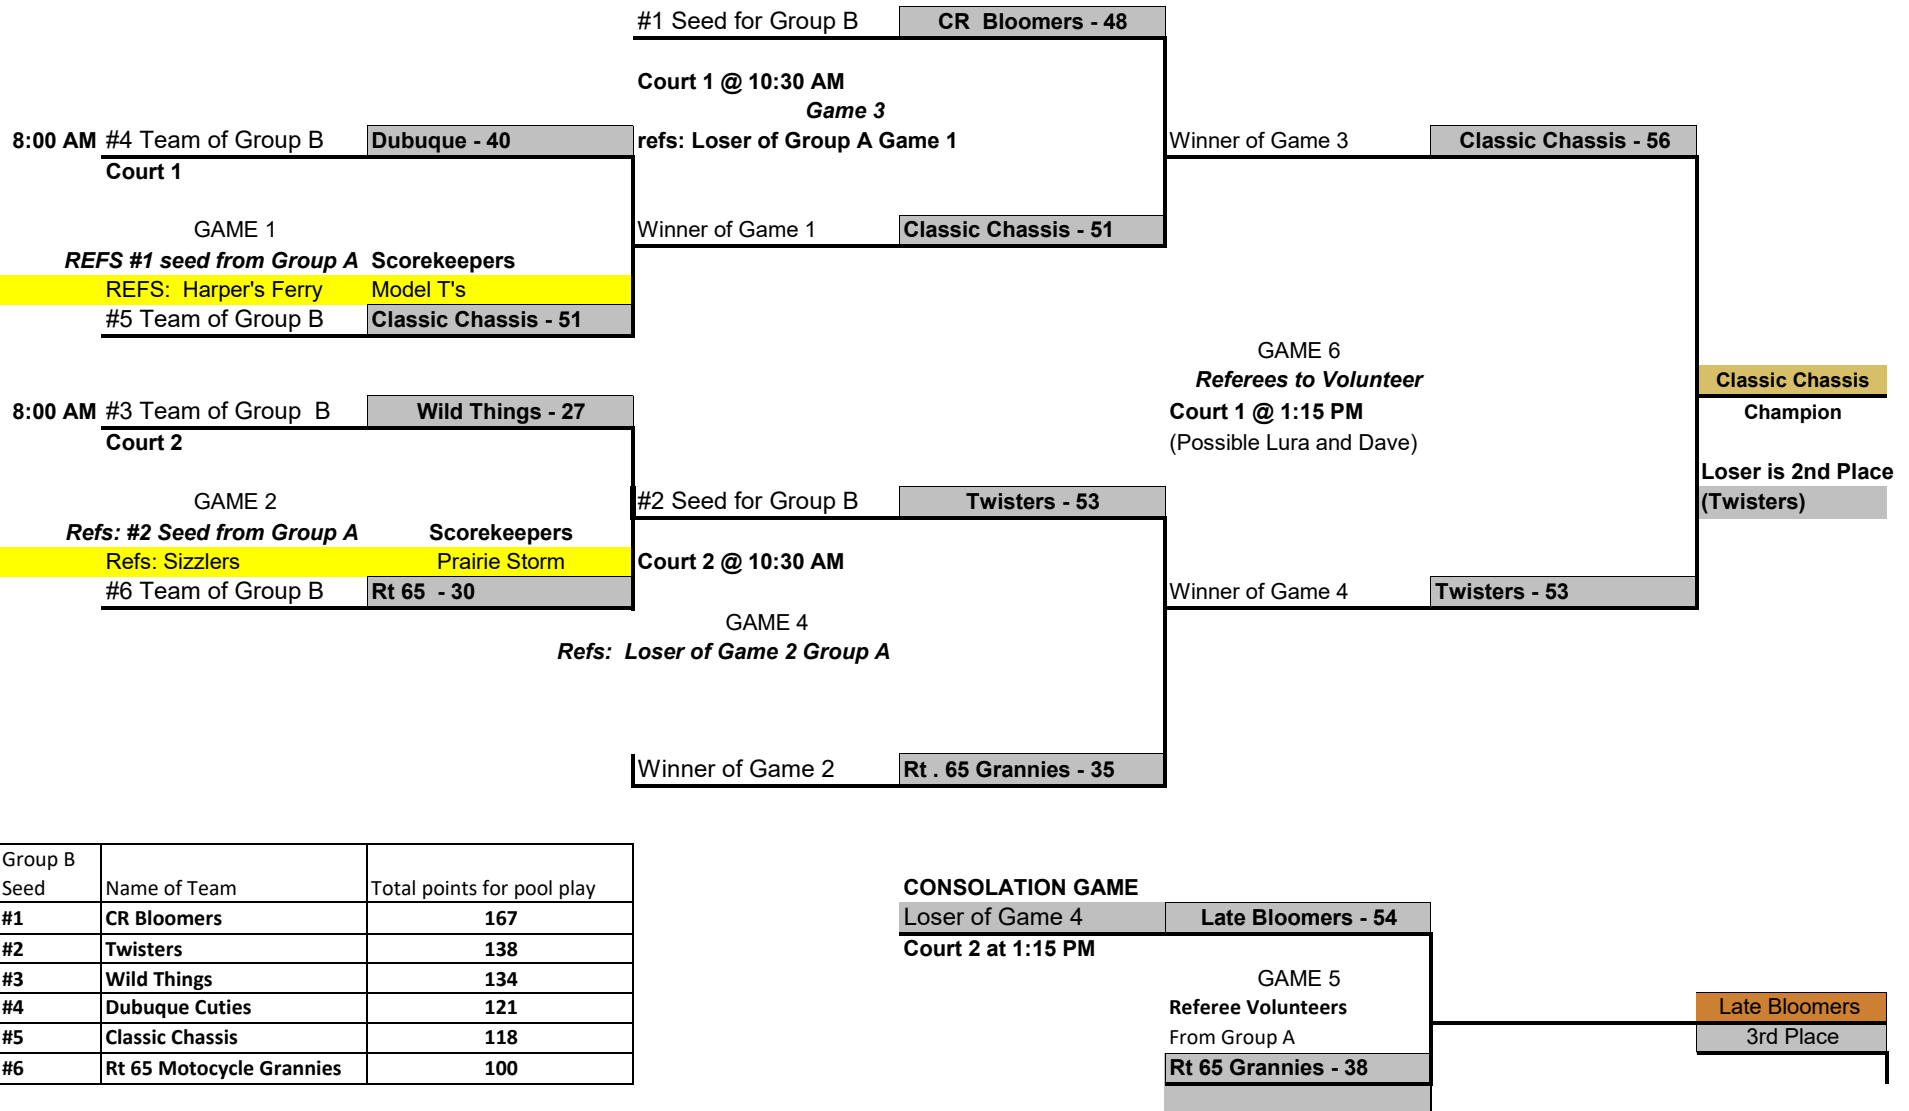 #1 Seed for Group B CR  Bloomers - 48
Court 1 @ 10:30 AM
Game 3
8:00 AM #4 Team of Group B Dubuque - 40 refs: Loser of Group A Game 1 Winner of Game 3 Classic Chassis - 56
Court 1
GAME 1 Winner of Game 1 Classic Chassis - 51
REFS #1 seed from Group A Scorekeepers
REFS:  Harper's Ferry Model T's
#5 Team of Group B Classic Chassis - 51
GAME 6
Referees to Volunteer Classic Chassis
8:00 AM #3 Team of Group  B Wild Things - 27 Court 1 @ 1:15 PM Champion
Court 2 (Possible Lura and Dave)
Loser is 2nd Place
GAME 2 #2 Seed for Group B Twisters - 53 (Twisters)
Refs: #2 Seed from Group A Scorekeepers
Refs: Sizzlers Prairie Storm Court 2 @ 10:30 AM
#6 Team of Group B Rt 65  - 30 Winner of Game 4 Twisters - 53
GAME 4
Refs:  Loser of Game 2 Group A
Winner of Game 2 Rt . 65 Grannies - 35
Group B
Seed Name of Team Total points for pool play CONSOLATION GAME
#1 CR Bloomers 167 Loser of Game 4 Late Bloomers - 54
#2 Twisters 138 Court 2 at 1:15 PM
#3 Wild Things 134 GAME 5
#4 Dubuque Cuties 121 Referee Volunteers Late Bloomers
#5 Classic Chassis 118 From Group A 3rd Place
#6 Rt 65 Motocycle Grannies 100 Rt 65 Grannies - 38